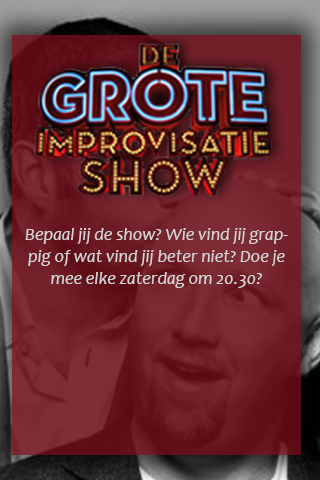 DE
GROTE
IMPROVISATIE
SHOW
Bepaal jij de show? Wie vind jij grap-
pig of wat vind jij beter niet? Doe je
mee elke zaterdag om 20.30?